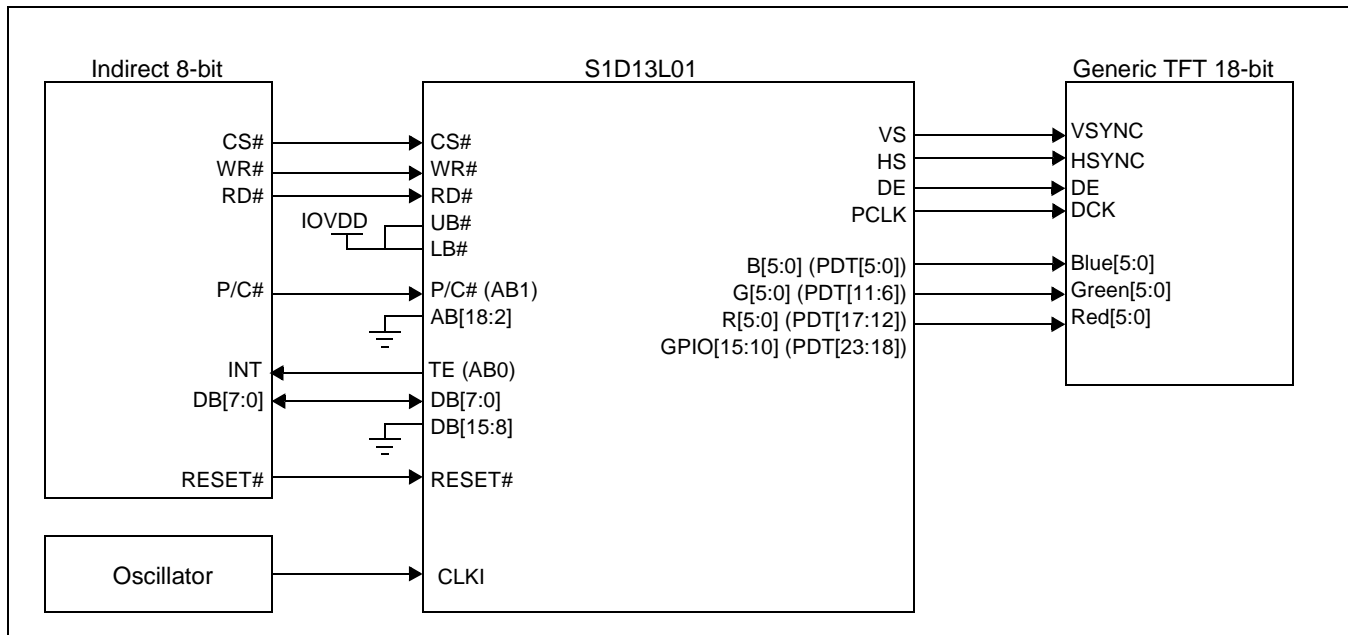 Indirect 8-bit
S1D13L01
Generic TFT 18-bit
CS#
WR#
RD#
P/C#
INT
DB[7:0]
RESET#
Oscillator
IOVDD
CS#
WR#
RD#
UB#
LB#
P/C# (AB1)
AB[18:2]
TE (AB0)
DB[7:0]
DB[15:8]
RESET#
CLKI
VS
HS
DE
PCLK
B[5:0] (PDT[5:0])
G[5:0] (PDT[11:6])
R[5:0] (PDT[17:12])
GPIO[15:10] (PDT[23:18])
VSYNC
HSYNC
DE
DCK
Blue[5:0]
Green[5:0]
Red[5:0]